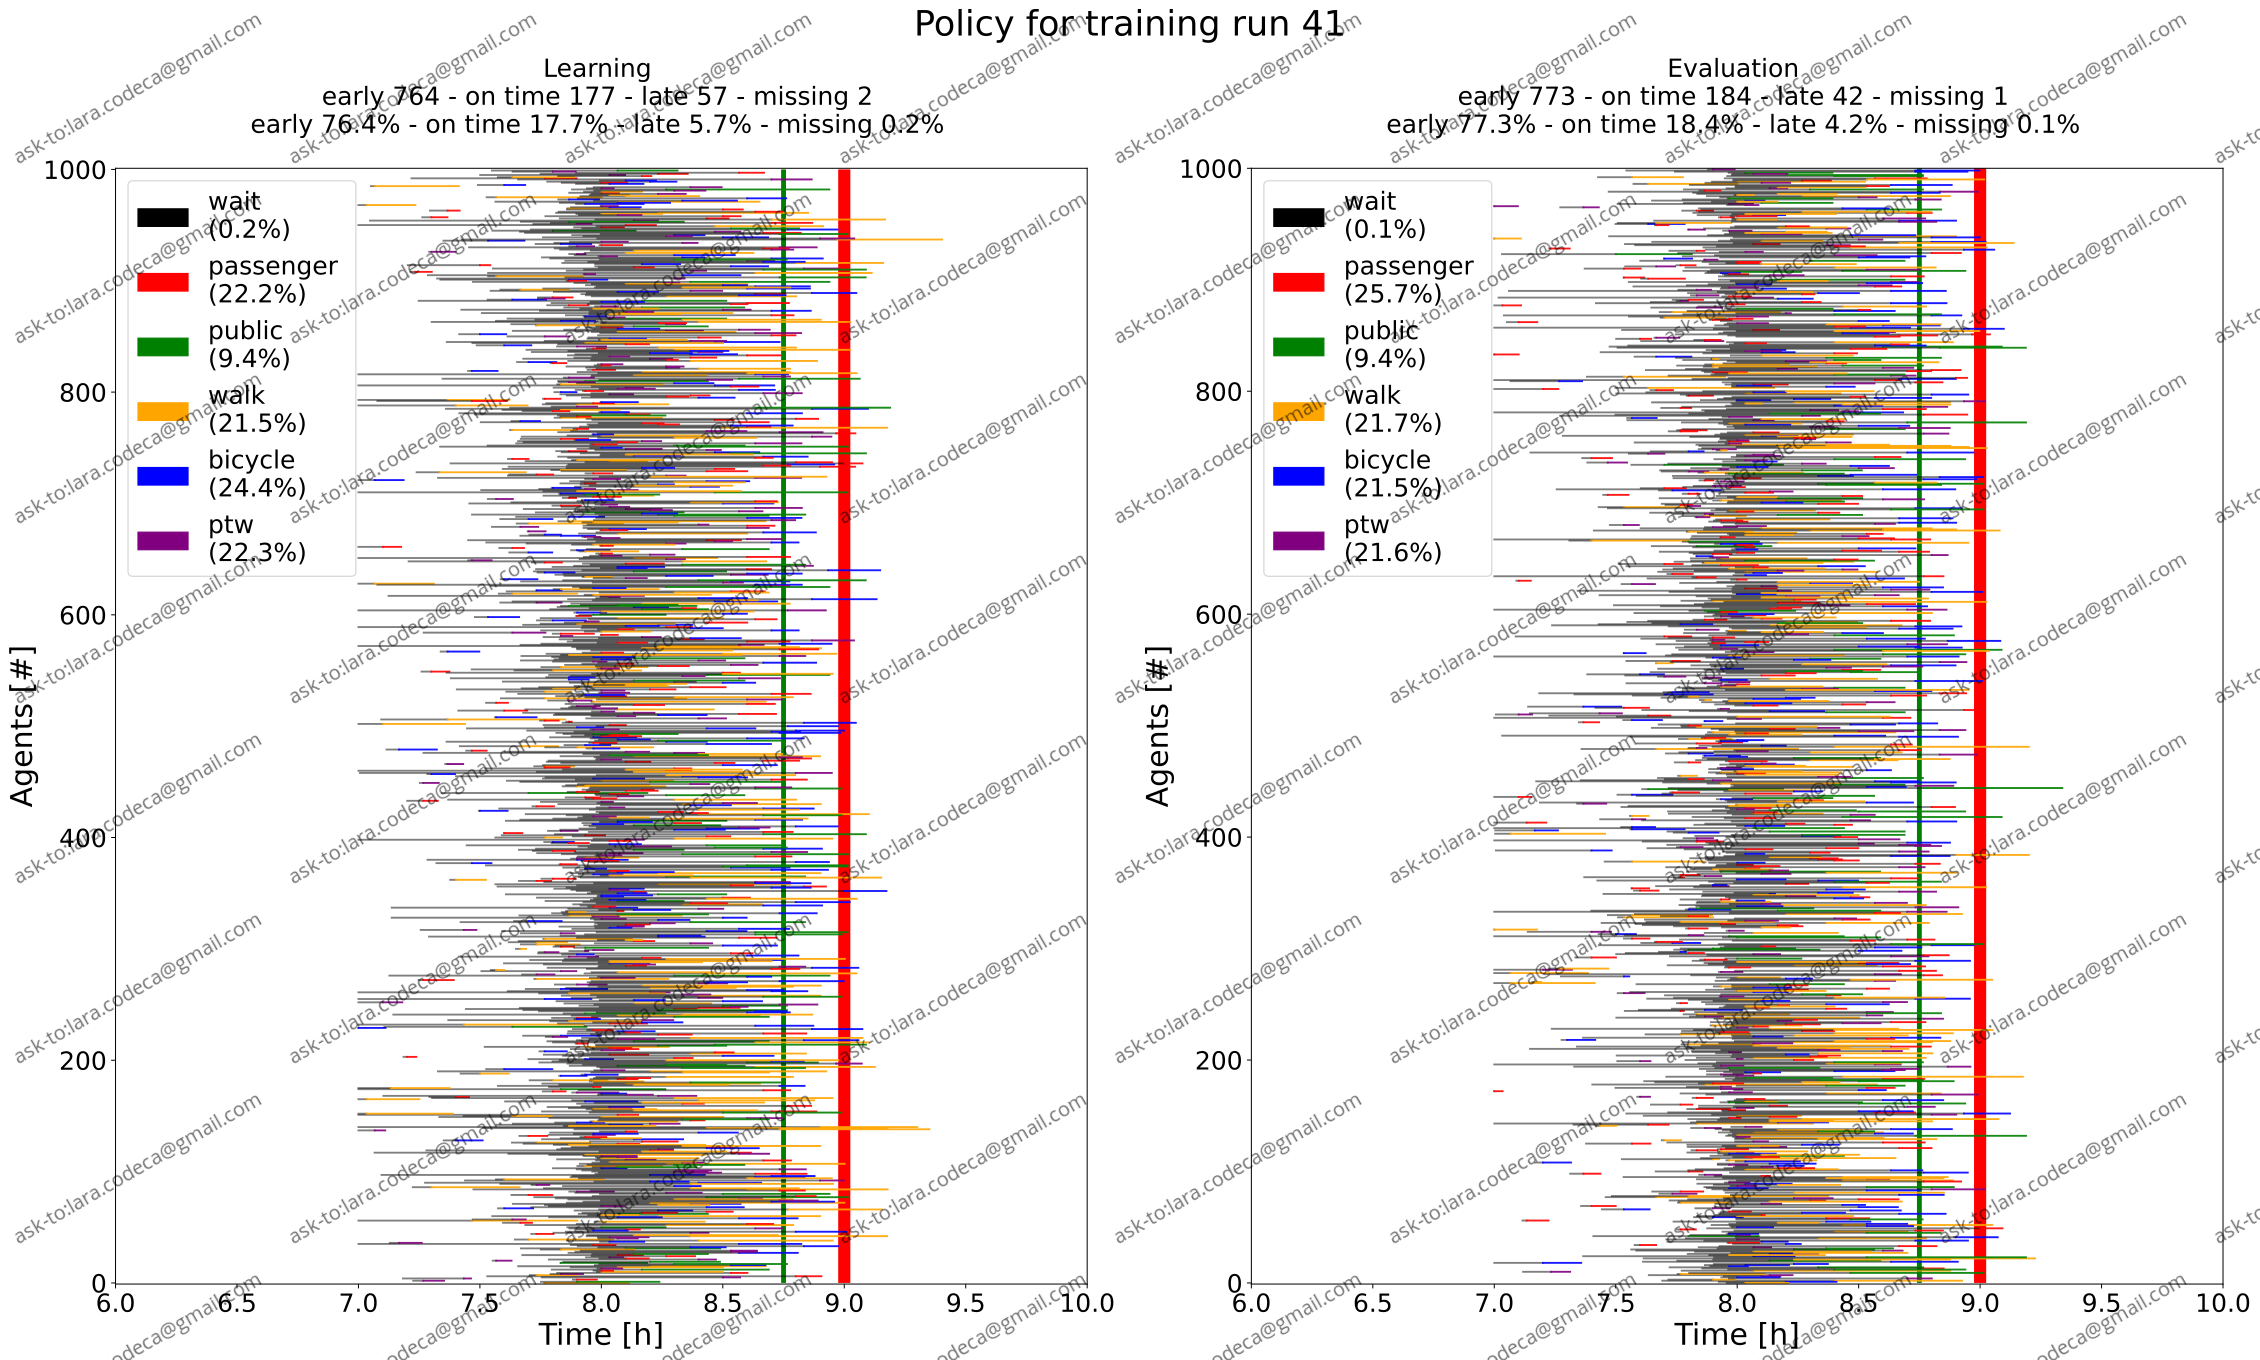 Policy for training run 41
Learning
early 764 - on time 177 - late 57 - missing 2
early 76.4% - on time 17.7% - late 5.7% - missing 0.2%
Evaluation
early 773 - on time 184 - late 42 - missing 1
early 77.3% - on time 18.4% - late 4.2% - missing 0.1%
wait
(0.2%)
passenger
(22.2%)
public
(9.4%)
walk
(21.5%)
bicycle
(24.4%)
ptw
(22.3%)
wait
(0.1%)
passenger
(25.7%)
public
(9.4%)
walk
(21.7%)
bicycle
(21.5%)
ptw
(21.6%)
Agents [#]
1000
800
600
400
200
0
6.0 6.5 7.0 7.5 8.0 8.5 9.0 9.5 10.0
Time [h]
Agents [#]
1000
800
600
400
200
0
6.0 6.5 7.0 7.5 8.0 8.5 9.0 9.5 10.0
Time [h]
ask-to:lara.codeca@gmail.com